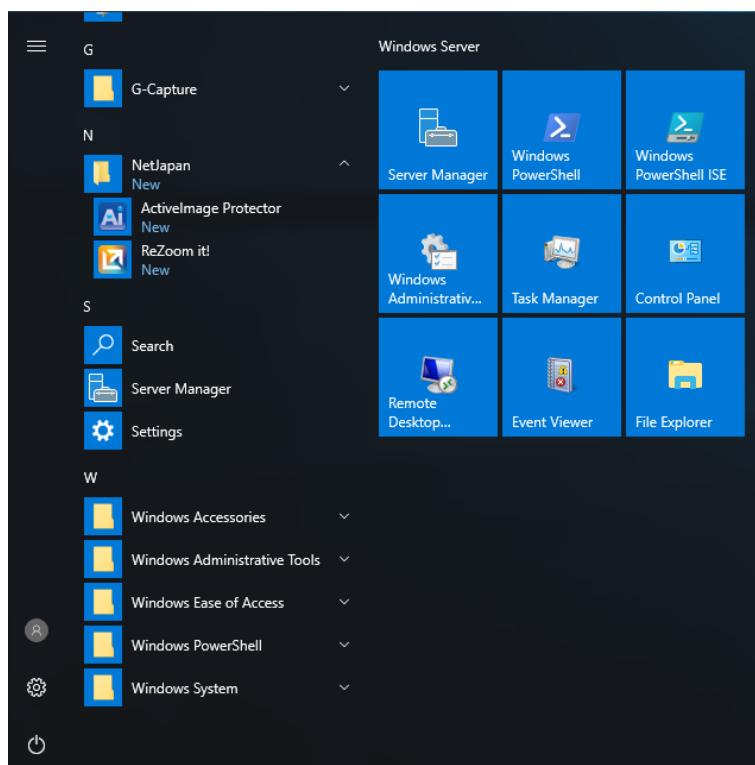 G
G-Capture
N
NetJapan
New
ActiveImage Protector
New
ReZoom it!
New
S
Search
Server Manager
Settings
W
Windows Accessories
Windows Administrative Tools
Windows Ease of Access
Windows PowerShell
Windows System
Windows Server
Server Manager
Windows
PowerShell
Windows
PowerShell ISE
Windows
Administrativ...
Task Manager
Control Panel
Remote
Desktop...
Event Viewer
File Explorer